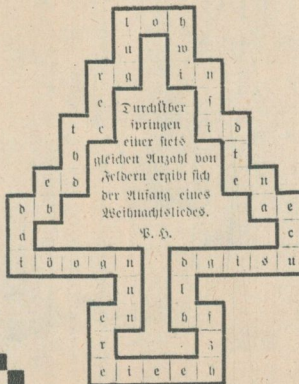 l o h
u w
r g i n
e f
t e i d
h t
e d e n
d b a e
a c
i ö o g n n d g i s u
u l
n h f
e z
r
e i e e h
Durch Über
springen
einer stets
gleichen Anzahl von
Feldern ergibt sich
der Anfang eines
Weihnachtsliedes.
P. H.